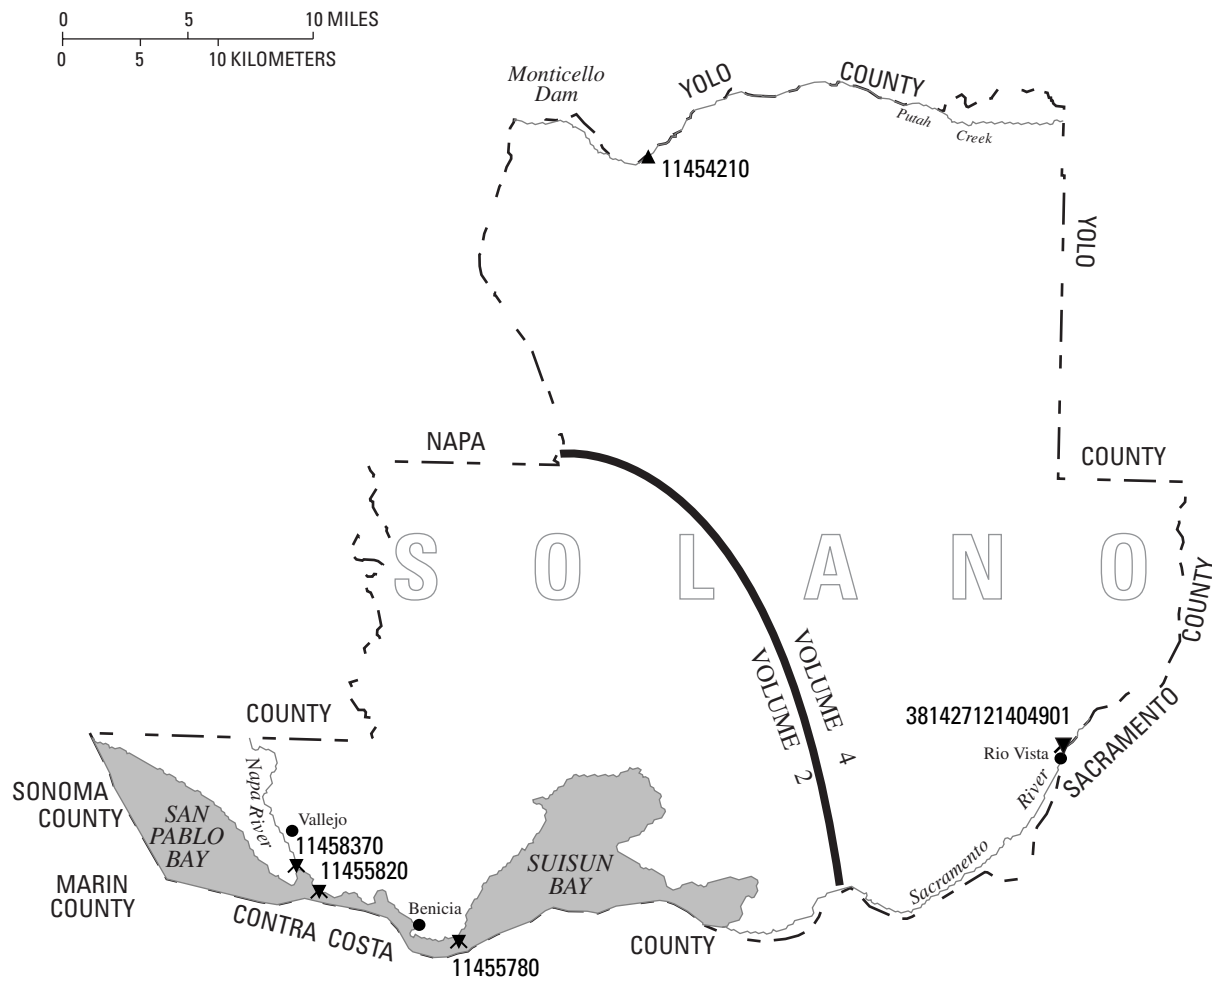 0 5 10 MILES
0 5 10 KILOMETERS
Monticello
Dam
YOLO
COUNTY
Putah
Creek
11454210
YOLO
NAPA
COUNTY
SOLANO
COUNTY
VOLUME 4
VOLUME 2
381427121404901
Rio Vista
SACRAMENTO
River
Sacramento
COUNTY
SONOMA
COUNTY
Napa River
SAN
PABLO
BAY
Vallejo
11458370
11455820
SUISUN
BAY
MARIN
COUNTY
Benicia
CONTRA COSTA
COUNTY
11455780